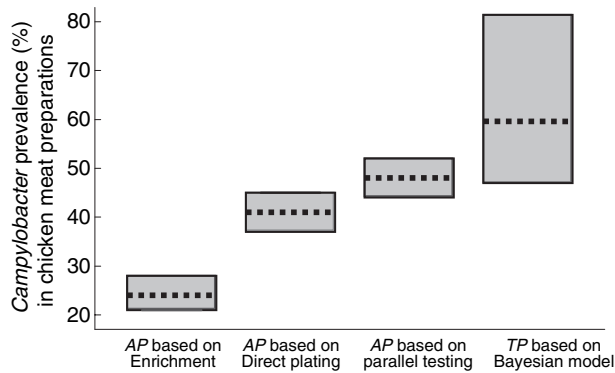 Campylobacter prevalence (%)
in chicken meat preparations
80
70
60
50
40
30
20
AP based on
Enrichment
AP based on
Direct plating
AP based on
parallel testing
TP based on
Bayesian model